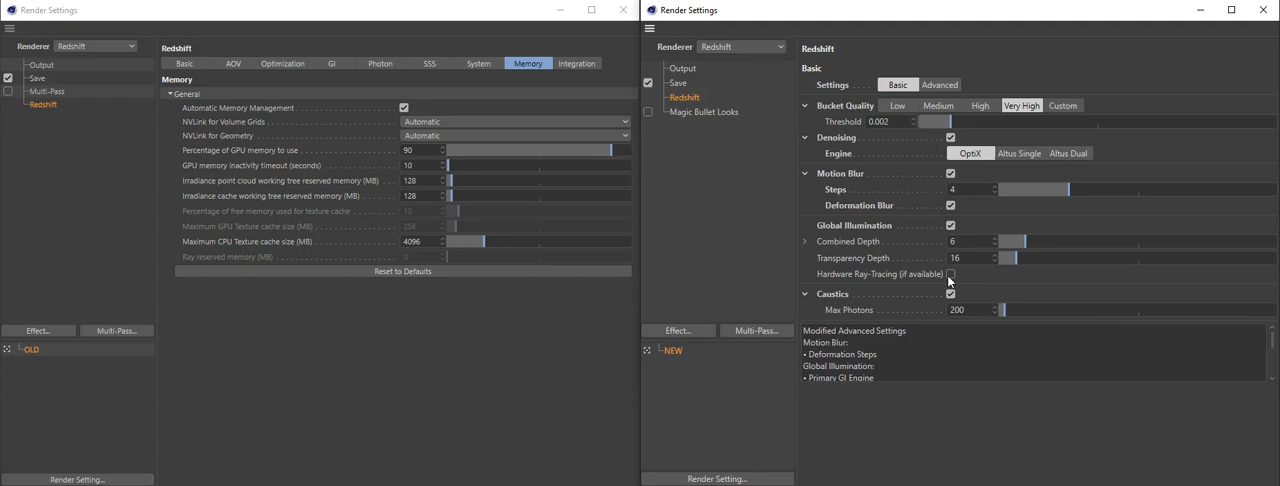 Render Settings
Renderer Redshift
Output
Save
Multi-Pass
Redshift
Effect... Multi-Pass...
OLD
Render Setting...
Redshift
Basic AOV Optimization GI Photon SSS System Memory Integration
Memory
General
Automatic Memory Management
NVLink for Volume Grids Automatic
NVLink for Geometry Automatic
Percentage of GPU memory to use 90
GPU memory inactivity timeout (seconds) 10
Irradiance point cloud working tree reserved memory (MB) 128
Irradiance cache working tree reserved memory (MB) 128
Percentage of free memory used for texture cache 15
Maximum GPU Texture cache size (MB) 256
Maximum CPU Texture cache size (MB) 4096
Ray reserved memory (MB) 0
Reset to Defaults
Render Settings
Renderer Redshift
Output
Save
Redshift
Magic Bullet Looks
Effect... Multi-Pass...
NEW
Render Setting...
Redshift
Basic
Settings Basic Advanced
Bucket Quality Low Medium High Very High Custom
Threshold 0.002
Denoising
Engine OptiX Altus Single Altus Dual
Motion Blur
Steps 4
Deformation Blur
Global Illumination
Combined Depth 6
Transparency Depth 16
Hardware Ray-Tracing (if available)
Caustics
Max Photons 200
Modified Advanced Settings
Motion Blur:
• Deformation Steps
Global Illumination:
• Primary GI Engine